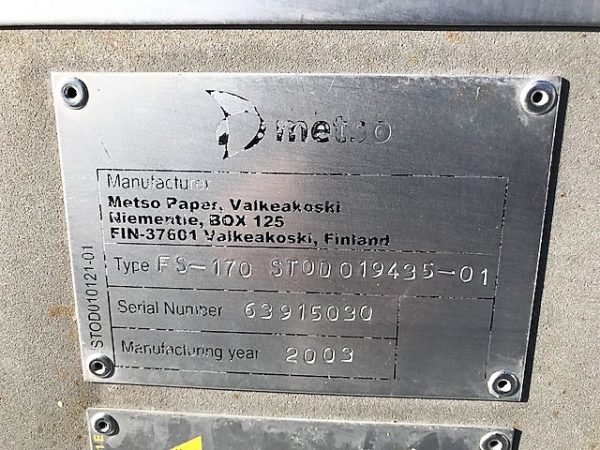 metso
Manufacturer
Metso Paper, Valkeakoski
Niementie, BOX 125
FIN-37601 Valkeakoski, Finland
Type FS-170 STOD019435-01
Serial Number 63915030
Manufacturing year 2003
STOD010121-01